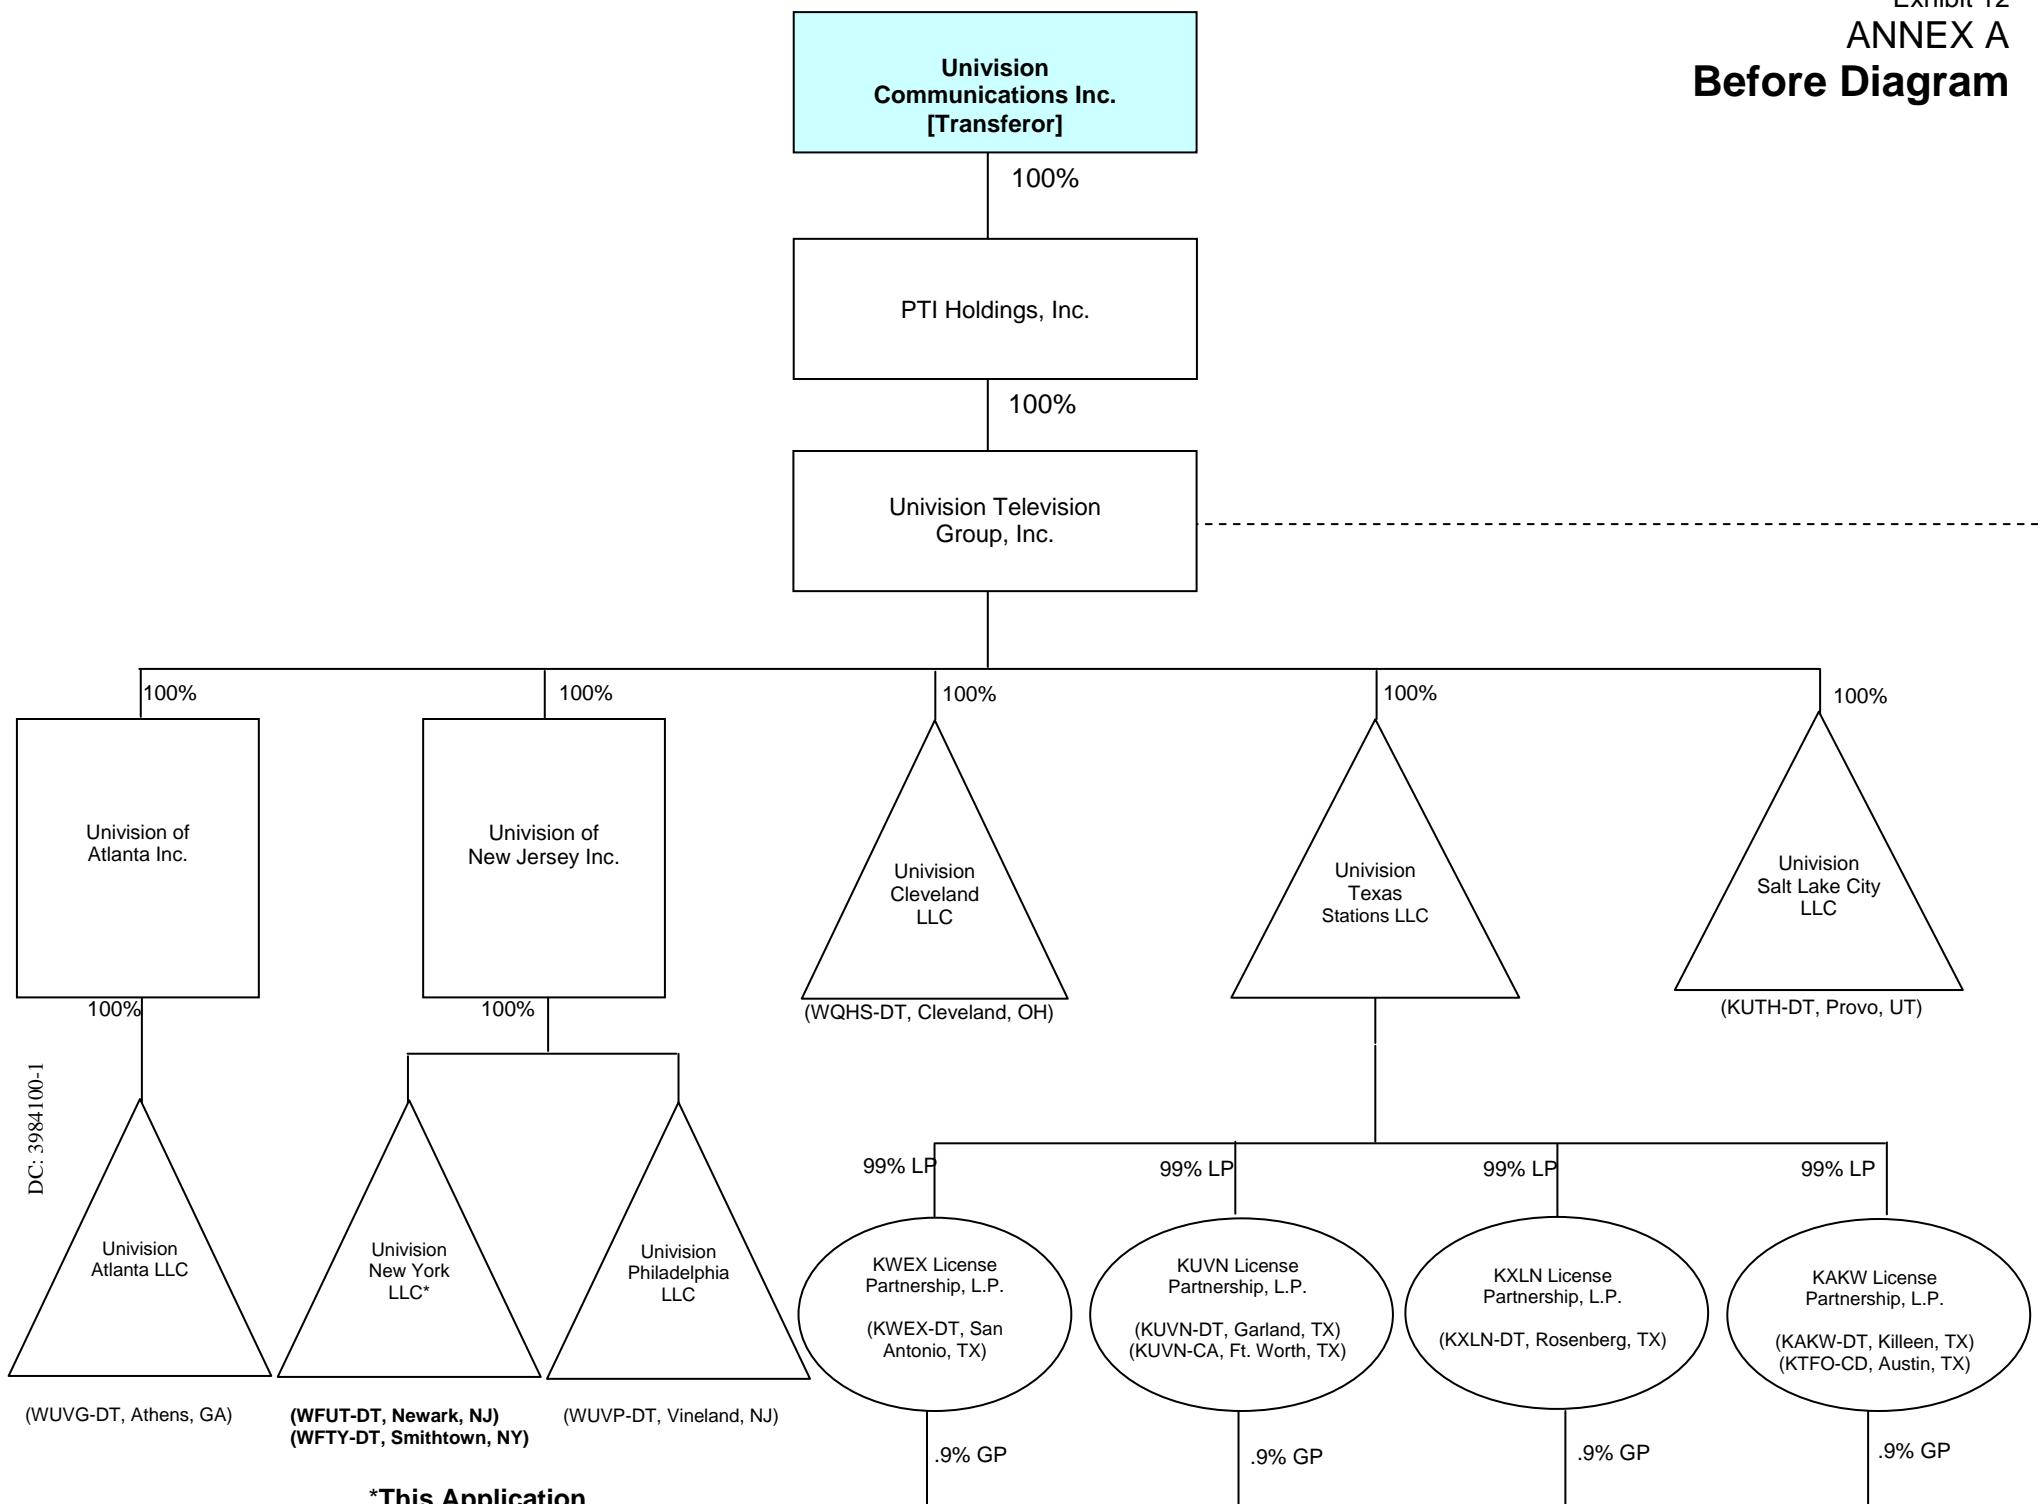 Exhibit 12
ANNEX A
Before Diagram
Univision
Communications Inc.
[Transferor]
100%
PTI Holdings, Inc.
100%
Univision Television
Group, Inc.
100%
100%
100%
100%
100%
Univision of
Atlanta Inc.
Univision of
New Jersey Inc.
Univision
Cleveland
LLC
Univision
Texas
Stations LLC
Univision
Salt Lake City
LLC
100%
100%
(WQHS-DT, Cleveland, OH)
(KUTH-DT, Provo, UT)
DC: 3984100-1
99% LP
99% LP
99% LP
99% LP
Univision
Atlanta LLC
Univision
New York
LLC*
Univision
Philadelphia
LLC
KWEX License
Partnership, L.P.
(KWEX-DT, San
Antonio, TX)
KUVN License
Partnership, L.P.
(KUVN-DT, Garland, TX)
(KUVN-CA, Ft. Worth, TX)
KXLN License
Partnership, L.P.
(KXLN-DT, Rosenberg, TX)
KAKW License
Partnership, L.P.
(KAKW-DT, Killeen, TX)
(KTFO-CD, Austin, TX)
(WUVG-DT, Athens, GA)
(WFUT-DT, Newark, NJ)
(WFTY-DT, Smithtown, NY)
(WUVP-DT, Vineland, NJ)
.9% GP
.9% GP
.9% GP
.9% GP
*This Application